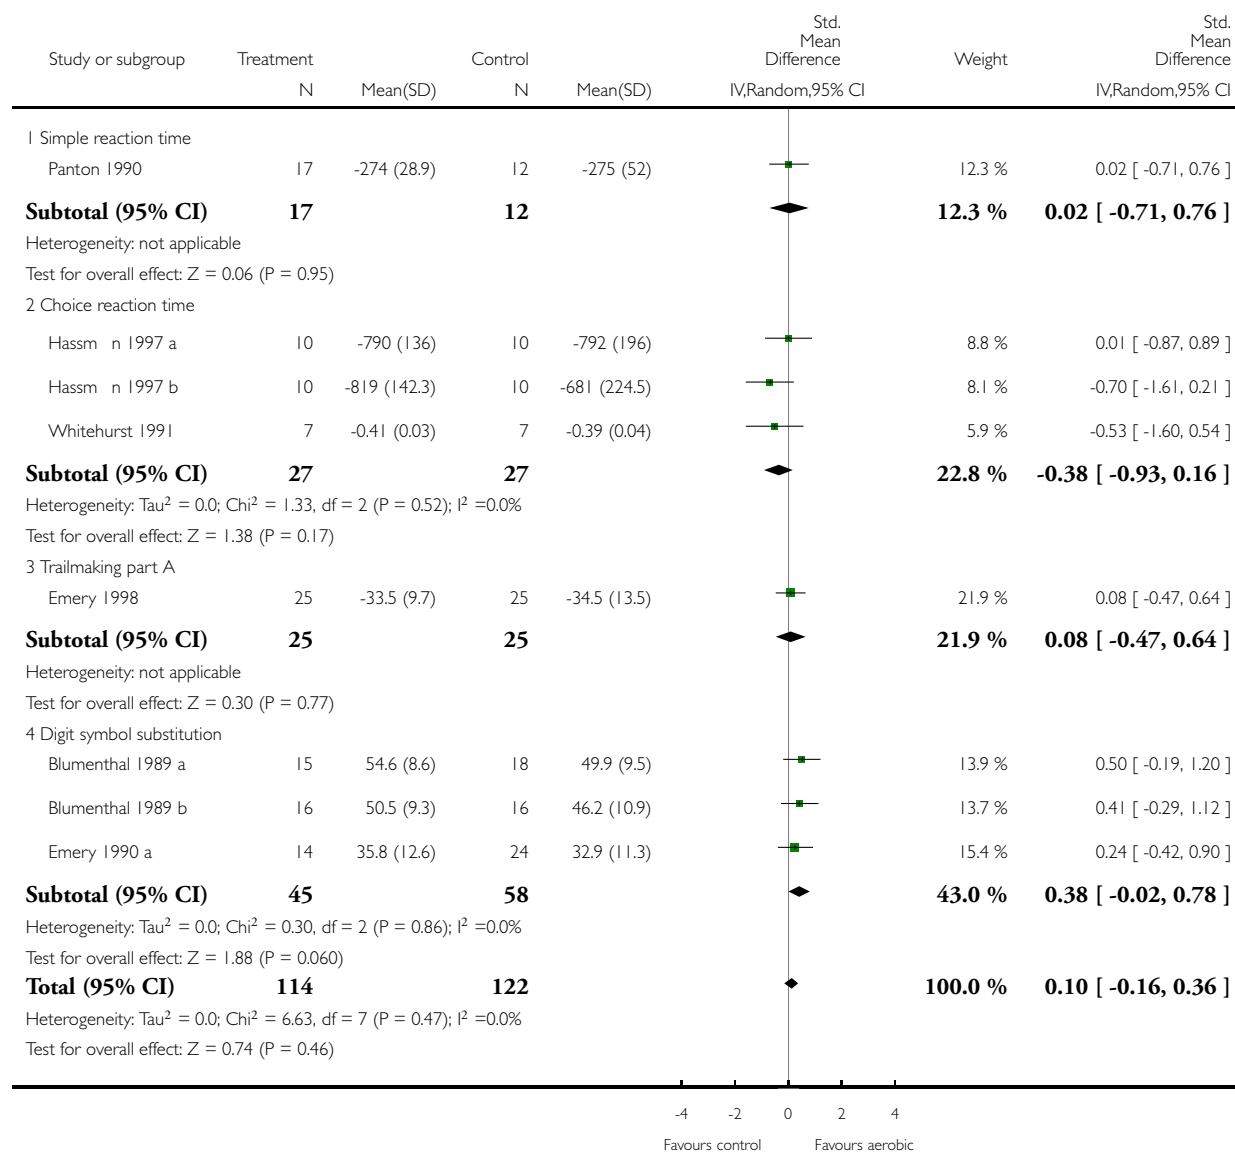 Study or subgroup Treatment Control Std. Mean Difference Weight Std. Mean Difference
N Mean(SD) N Mean(SD) IV,Random,95% CI IV,Random,95% CI
1 Simple reaction time
Panton 1990 17 -274 (28.9) 12 -275 (52) 12.3 % 0.02 [ -0.71, 0.76 ]
Subtotal (95% CI) 17 12 12.3 % 0.02 [ -0.71, 0.76 ]
Heterogeneity: not applicable
Test for overall effect: Z = 0.06 (P = 0.95)
2 Choice reaction time
Hassm n 1997 a 10 -790 (136) 10 -792 (196) 8.8 % 0.01 [ -0.87, 0.89 ]
Hassm n 1997 b 10 -819 (142.3) 10 -681 (224.5) 8.1 % -0.70 [ -1.61, 0.21 ]
Whitehurst 1991 7 -0.41 (0.03) 7 -0.39 (0.04) 5.9 % -0.53 [ -1.60, 0.54 ]
Subtotal (95% CI) 27 27 22.8 % -0.38 [ -0.93, 0.16 ]
Heterogeneity: Tau² = 0.0; Chi² = 1.33, df = 2 (P = 0.52); I² =0.0%
Test for overall effect: Z = 1.38 (P = 0.17)
3 Trailmaking part A
Emery 1998 25 -33.5 (9.7) 25 -34.5 (13.5) 21.9 % 0.08 [ -0.47, 0.64 ]
Subtotal (95% CI) 25 25 21.9 % 0.08 [ -0.47, 0.64 ]
Heterogeneity: not applicable
Test for overall effect: Z = 0.30 (P = 0.77)
4 Digit symbol substitution
Blumenthal 1989 a 15 54.6 (8.6) 18 49.9 (9.5) 13.9 % 0.50 [ -0.19, 1.20 ]
Blumenthal 1989 b 16 50.5 (9.3) 16 46.2 (10.9) 13.7 % 0.41 [ -0.29, 1.12 ]
Emery 1990 a 14 35.8 (12.6) 24 32.9 (11.3) 15.4 % 0.24 [ -0.42, 0.90 ]
Subtotal (95% CI) 45 58 43.0 % 0.38 [ -0.02, 0.78 ]
Heterogeneity: Tau² = 0.0; Chi² = 0.30, df = 2 (P = 0.86); I² =0.0%
Test for overall effect: Z = 1.88 (P = 0.060)
Total (95% CI) 114 122 100.0 % 0.10 [ -0.16, 0.36 ]
Heterogeneity: Tau² = 0.0; Chi² = 6.63, df = 7 (P = 0.47); I² =0.0%
Test for overall effect: Z = 0.74 (P = 0.46)
-4 -2 0 2 4
Favours control Favours aerobic